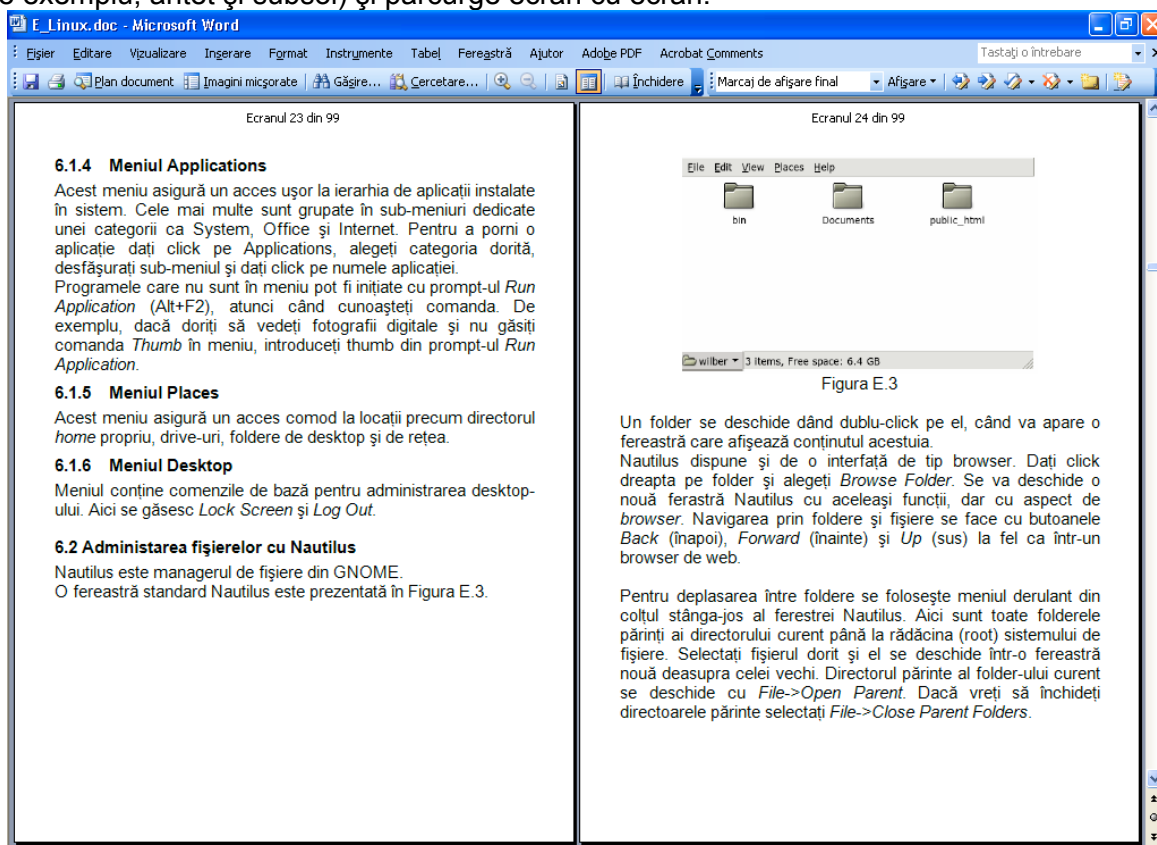 exemplu, antet şi subsol) şi parcurge ecran cu ecran.
E_Linux.doc - Microsoft Word
Fişier Editare Vizualizare Inserare Format Instrumente Tabel Fereastră Ajutor Adobe PDF Acrobat Comments Tastaţi o întrebare
Plan document Imagini micşorate Găsire... Cercetare... Închidere Marcaj de afişare final Afişare
Ecranul 23 din 99
6.1.4 Meniul Applications
Acest meniu asigură un acces uşor la ierarhia de aplicaţii instalate
în sistem. Cele mai multe sunt grupate în sub-meniuri dedicate
unei categorii ca System, Office şi Internet. Pentru a porni o
aplicaţie daţi click pe Applications, alegeţi categoria dorită,
desfăşuraţi sub-meniul şi daţi click pe numele aplicaţiei.
Programele care nu sunt în meniu pot fi iniţiate cu prompt-ul Run
Application (Alt+F2), atunci când cunoaşteţi comanda. De
exemplu, dacă doriţi să vedeţi fotografii digitale şi nu găsiţi
comanda Thumb în meniu, introduceţi thumb din prompt-ul Run
Application.
6.1.5 Meniul Places
Acest meniu asigură un acces comod la locaţii precum directorul
home propriu, drive-uri, foldere de desktop şi de reţea.
6.1.6 Meniul Desktop
Meniul conţine comenzile de bază pentru administrarea desktop-
ului. Aici se găsesc Lock Screen şi Log Out.
6.2 Administarea fişierelor cu Nautilus
Nautilus este managerul de fişiere din GNOME.
O fereastră standard Nautilus este prezentată în Figura E.3.
Ecranul 24 din 99
File Edit View Places Help
bin Documents public_html
wilber 3 items, Free space: 6.4 GB
Figura E.3
Un folder se deschide dând dublu-click pe el, când va apare o
fereastră care afişează conţinutul acestuia.
Nautilus dispune şi de o interfaţă de tip browser. Daţi click
dreapta pe folder şi alegeţi Browse Folder. Se va deschide o
nouă ferastră Nautilus cu aceleaşi funcţii, dar cu aspect de
browser. Navigarea prin foldere şi fişiere se face cu butoanele
Back (înapoi), Forward (înainte) şi Up (sus) la fel ca într-un
browser de web.
Pentru deplasarea între foldere se foloseşte meniul derulant din
colţul stânga-jos al ferestrei Nautilus. Aici sunt toate folderele
părinţi ai directorului curent până la rădăcina (root) sistemului de
fişiere. Selectaţi fişierul dorit şi el se deschide într-o fereastră
nouă deasupra celei vechi. Directorul părinte al folder-ului curent
se deschide cu File->Open Parent. Dacă vreţi să închideţi
directoarele părinte selectaţi File->Close Parent Folders.